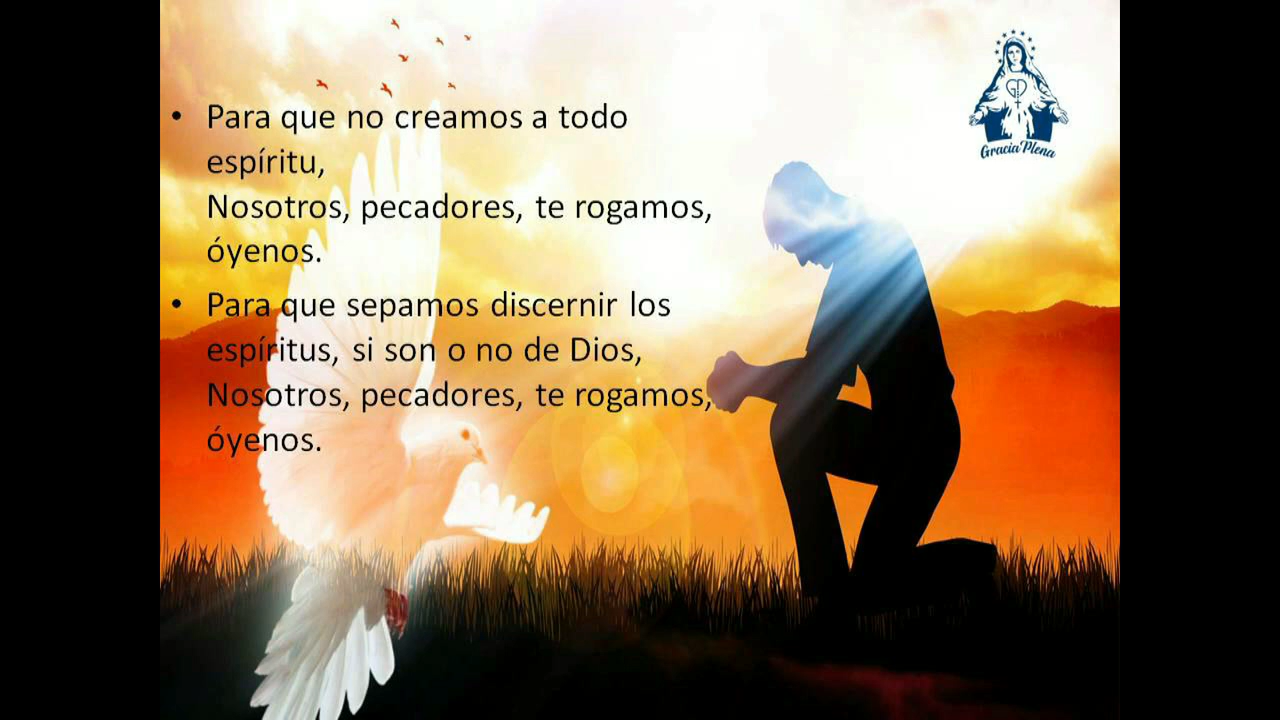 • Para que no creamos a todo
espíritu,
Nosotros, pecadores, te rogamos,
óyenos.
• Para que sepamos discernir los
espíritus, si son o no de Dios,
Nosotros, pecadores, te rogamos,
óyenos.
Gracia Plena